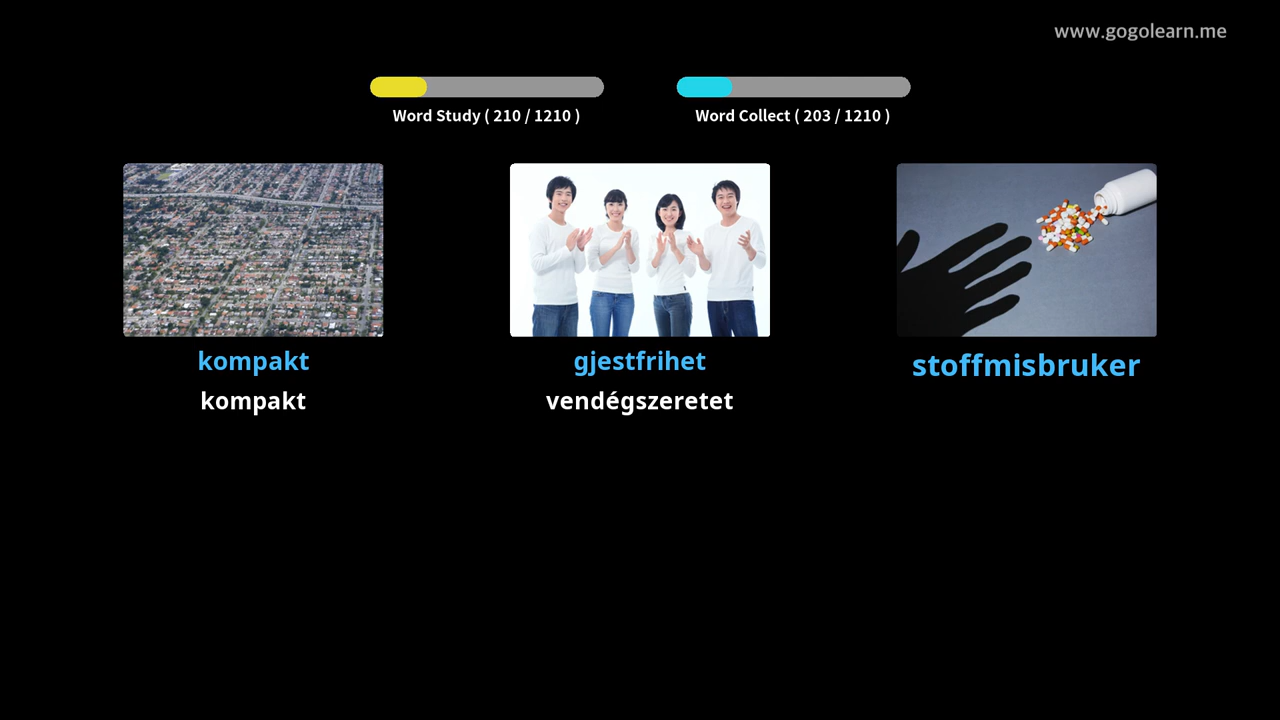 www.gogolearn.me
Word Study ( 210 / 1210 )
Word Collect ( 203 / 1210 )
kompakt
kompakt
gjestfrihet
vendégszeretet
stoffmisbruker